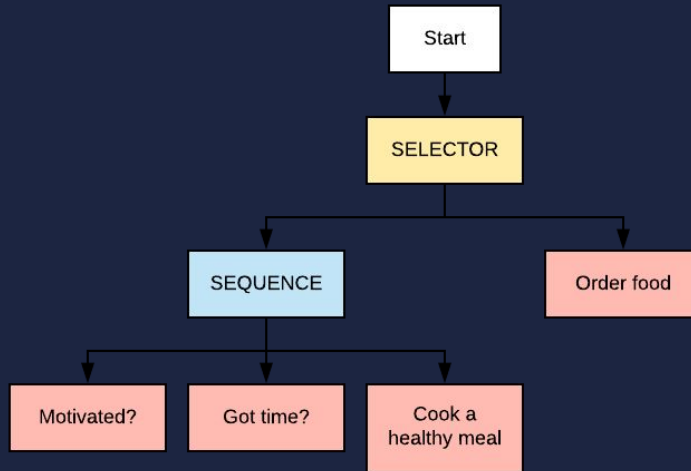 Start
SELECTOR
SEQUENCE
Order food
Motivated?
Got time?
Cook a
healthy meal